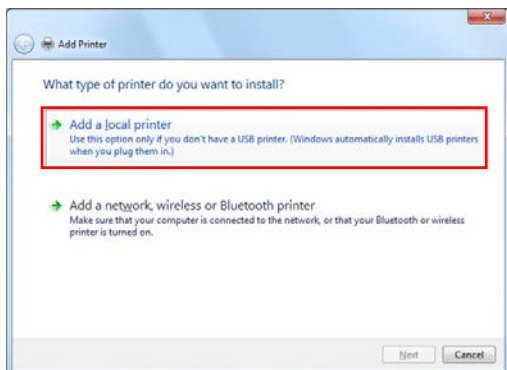 Add Printer
What type of printer do you want to install?
Add a local printer
Use this option only if you don't have a USB printer. (Windows automatically installs USB printers
when you plug them in.)
Add a network, wireless or Bluetooth printer
Make sure that your computer is connected to the network, or that your Bluetooth or wireless
printer is turned on.
Next Cancel